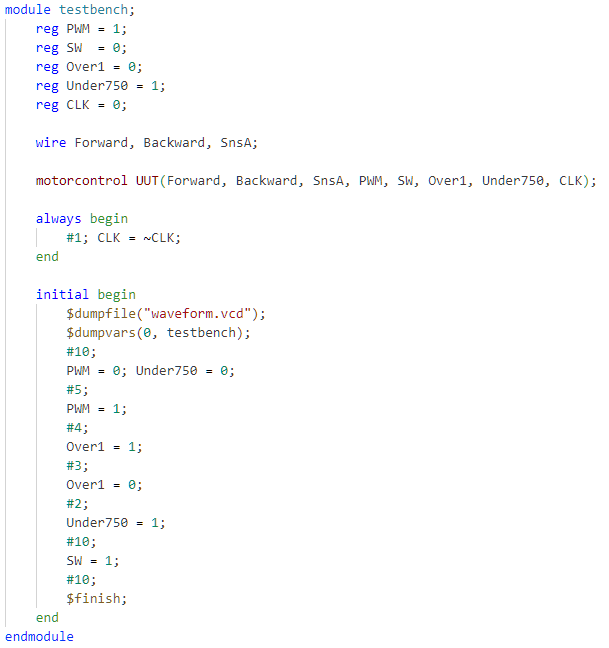 module testbench;
    reg PWM = 1;
    reg SW  = 0;
    reg Over1 = 0;
    reg Under750 = 1;
    reg CLK = 0;

    wire Forward, Backward, SnsA;

    motorcontrol UUT(Forward, Backward, SnsA, PWM, SW, Over1, Under750, CLK);

    always begin
        #1; CLK = ~CLK;
    end

    initial begin
        $dumpfile("waveform.vcd");
        $dumpvars(0, testbench);
        #10;
        PWM = 0; Under750 = 0;
        #5;
        PWM = 1;
        #4;
        Over1 = 1;
        #3;
        Over1 = 0;
        #2;
        Under750 = 1;
        #10;
        SW = 1;
        #10;
        $finish;
    end
endmodule